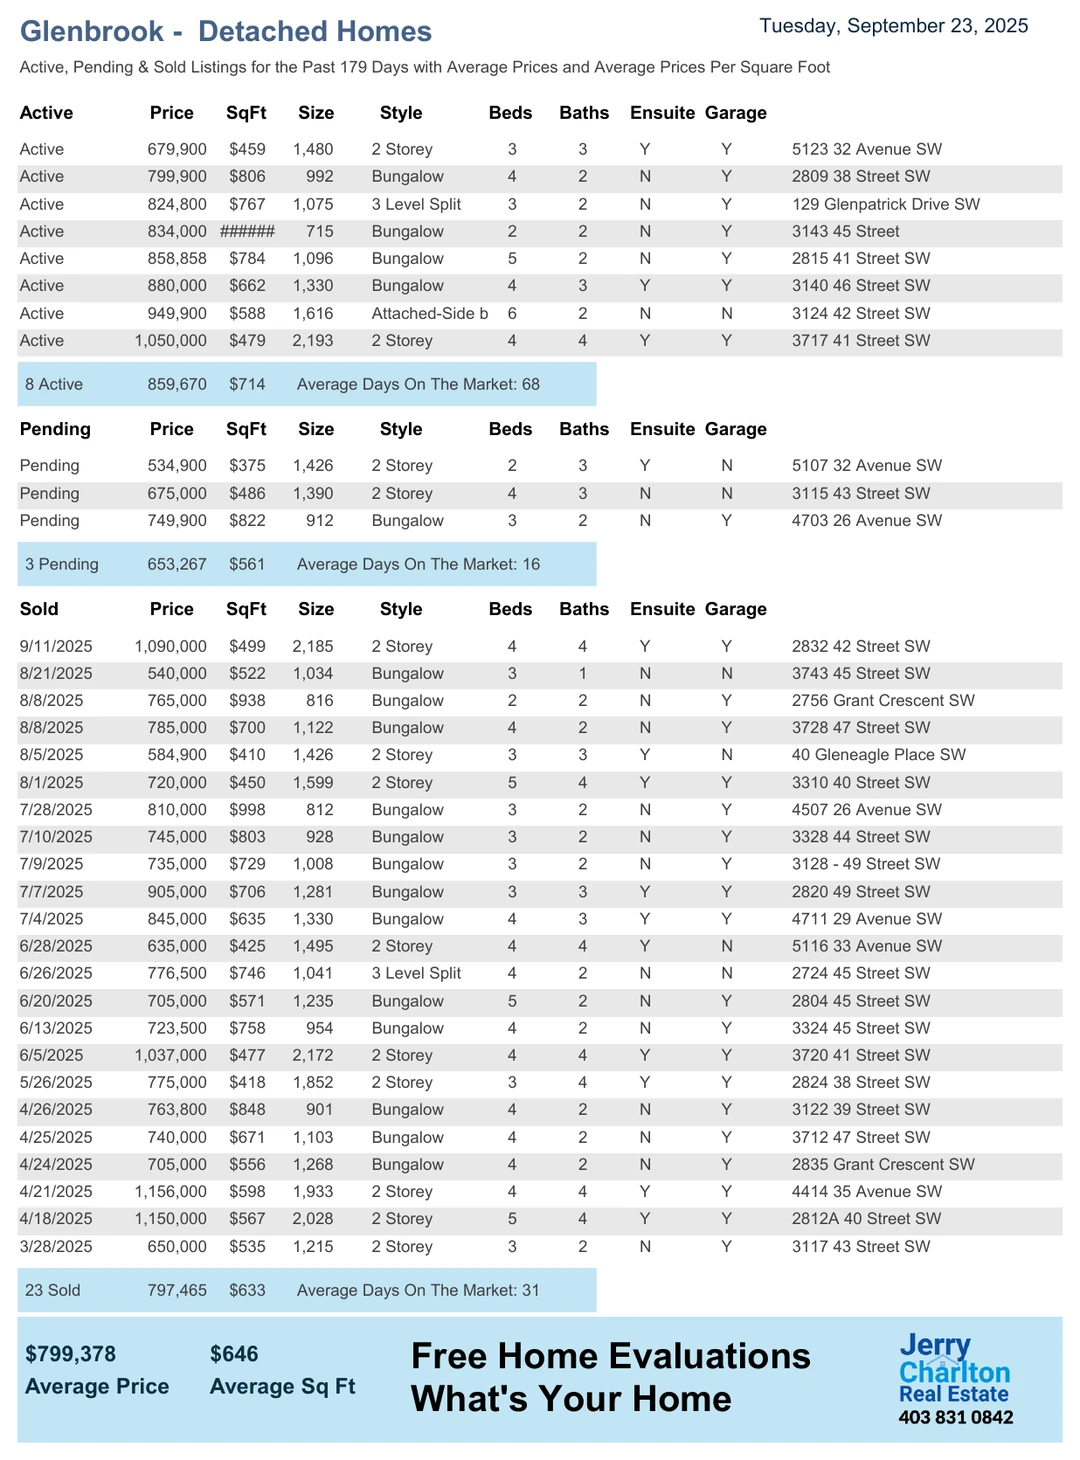 Glenbrook - Detached Homes
Tuesday, September 23, 2025
Active, Pending & Sold Listings for the Past 179 Days with Average Prices and Average Prices Per Square Foot
Active Price SqFt Size Style Beds Baths Ensuite Garage
Active 679,900 $459 1,480 2 Storey 3 3 Y Y 5123 32 Avenue SW
Active 799,900 $806 992 Bungalow 4 2 N Y 2809 38 Street SW
Active 824,800 $767 1,075 3 Level Split 3 2 N Y 129 Glenpatrick Drive SW
Active 834,000 ###### 715 Bungalow 2 2 N Y 3143 45 Street
Active 858,858 $784 1,096 Bungalow 5 2 N Y 2815 41 Street SW
Active 880,000 $662 1,330 Bungalow 4 3 Y Y 3140 46 Street SW
Active 949,900 $588 1,616 Attached-Side b 6 2 N N 3124 42 Street SW
Active 1,050,000 $479 2,193 2 Storey 4 4 Y Y 3717 41 Street SW
8 Active 859,670 $714 Average Days On The Market: 68
Pending Price SqFt Size Style Beds Baths Ensuite Garage
Pending 534,900 $375 1,426 2 Storey 2 3 Y N 5107 32 Avenue SW
Pending 675,000 $486 1,390 2 Storey 4 3 N N 3115 43 Street SW
Pending 749,900 $822 912 Bungalow 3 2 N Y 4703 26 Avenue SW
3 Pending 653,267 $561 Average Days On The Market: 16
Sold Price SqFt Size Style Beds Baths Ensuite Garage
9/11/2025 1,090,000 $499 2,185 2 Storey 4 4 Y Y 2832 42 Street SW
8/21/2025 540,000 $522 1,034 Bungalow 3 1 N N 3743 45 Street SW
8/8/2025 765,000 $938 816 Bungalow 2 2 N Y 2756 Grant Crescent SW
8/8/2025 785,000 $700 1,122 Bungalow 4 2 N Y 3728 47 Street SW
8/5/2025 584,900 $410 1,426 2 Storey 3 3 Y N 40 Gleneagle Place SW
8/1/2025 720,000 $450 1,599 2 Storey 5 4 Y Y 3310 40 Street SW
7/28/2025 810,000 $998 812 Bungalow 3 2 N Y 4507 26 Avenue SW
7/10/2025 745,000 $803 928 Bungalow 3 2 N Y 3328 44 Street SW
7/9/2025 735,000 $729 1,008 Bungalow 3 2 N Y 3128 - 49 Street SW
7/7/2025 905,000 $706 1,281 Bungalow 3 3 Y Y 2820 49 Street SW
7/4/2025 845,000 $635 1,330 Bungalow 4 3 Y Y 4711 29 Avenue SW
6/28/2025 635,000 $425 1,495 2 Storey 4 4 Y N 5116 33 Avenue SW
6/26/2025 776,500 $746 1,041 3 Level Split 4 2 N N 2724 45 Street SW
6/20/2025 705,000 $571 1,235 Bungalow 5 2 N Y 2804 45 Street SW
6/13/2025 723,500 $758 954 Bungalow 4 2 N Y 3324 45 Street SW
6/5/2025 1,037,000 $477 2,172 2 Storey 4 4 Y Y 3720 41 Street SW
5/26/2025 775,000 $418 1,852 2 Storey 3 4 Y Y 2824 38 Street SW
4/26/2025 763,800 $848 901 Bungalow 4 2 N Y 3122 39 Street SW
4/25/2025 740,000 $671 1,103 Bungalow 4 2 N Y 3712 47 Street SW
4/24/2025 705,000 $556 1,268 Bungalow 4 2 N Y 2835 Grant Crescent SW
4/21/2025 1,156,000 $598 1,933 2 Storey 4 4 Y Y 4414 35 Avenue SW
4/18/2025 1,150,000 $567 2,028 2 Storey 5 4 Y Y 2812A 40 Street SW
3/28/2025 650,000 $535 1,215 2 Storey 3 2 N Y 3117 43 Street SW
23 Sold 797,465 $633 Average Days On The Market: 31
$799,378 $646
Average Price Average Sq Ft
Free Home Evaluations
What's Your Home
Jerry
Charlton
Real Estate
403 831 0842